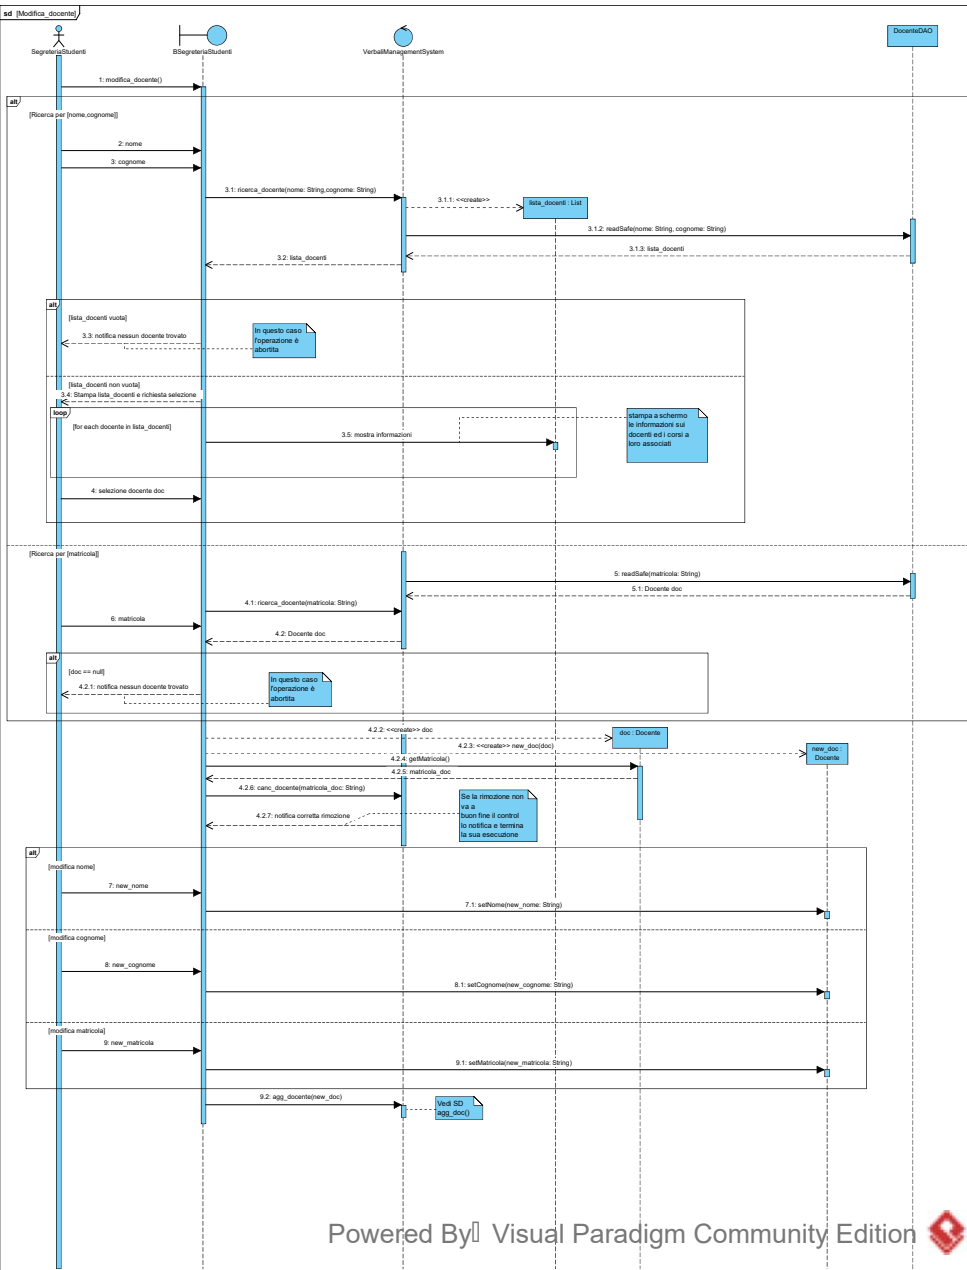 sd [Modifica_docente]
SegreteriaStudenti
BSegreteriaStudenti
VerbaliManagementSystem
DocenteDAO
1: modifica_docente()
alt
[Ricerca per [nome,cognome]]
2: nome
3: cognome
3.1: ricerca_docente(nome: String,cognome: String)
3.1.1: <<create>>
lista_docenti : List
3.1.2: readSafe(nome: String, cognome: String)
3.1.3: lista_docenti
3.2: lista_docenti
alt
[lista_docenti vuota]
3.3: notifica nessun docente trovato
In questo caso
l'operazione è
abortita
[lista_docenti non vuota]
3.4: Stampa lista_docenti e richiesta selezione
loop
[for each docente in lista_docenti]
3.5: mostra informazioni
stampa a schermo
le informazioni sui
docenti ed i corsi a
loro associati
4: selezione docente doc
[Ricerca per [matricola]]
5: readSafe(matricola: String)
5.1: Docente doc
4.1: ricerca_docente(matricola: String)
6: matricola
4.2: Docente doc
alt
[doc == null]
4.2.1: notifica nessun docente trovato
In questo caso
l'operazione è
abortita
4.2.2: <<create>> doc
doc : Docente
4.2.3: <<create>> new_doc(doc)
new_doc :
Docente
4.2.4: getMatricola()
4.2.5: matricola_doc
4.2.6: canc_docente(matricola_doc: String)
4.2.7: notifica corretta rimozione
Se la rimozione non
va a
buon fine il control
lo notifica e termina
la sua esecuzione
alt
[modifica nome]
7: new_nome
7.1: setNome(new_nome: String)
[modifica cognome]
8: new_cognome
8.1: setCognome(new_cognome: String)
[modifica matricola]
9: new_matricola
9.1: setMatricola(new_matricola: String)
9.2: agg_docente(new_doc)
Vedi SD
agg_doc()
Powered By Visual Paradigm Community Edition